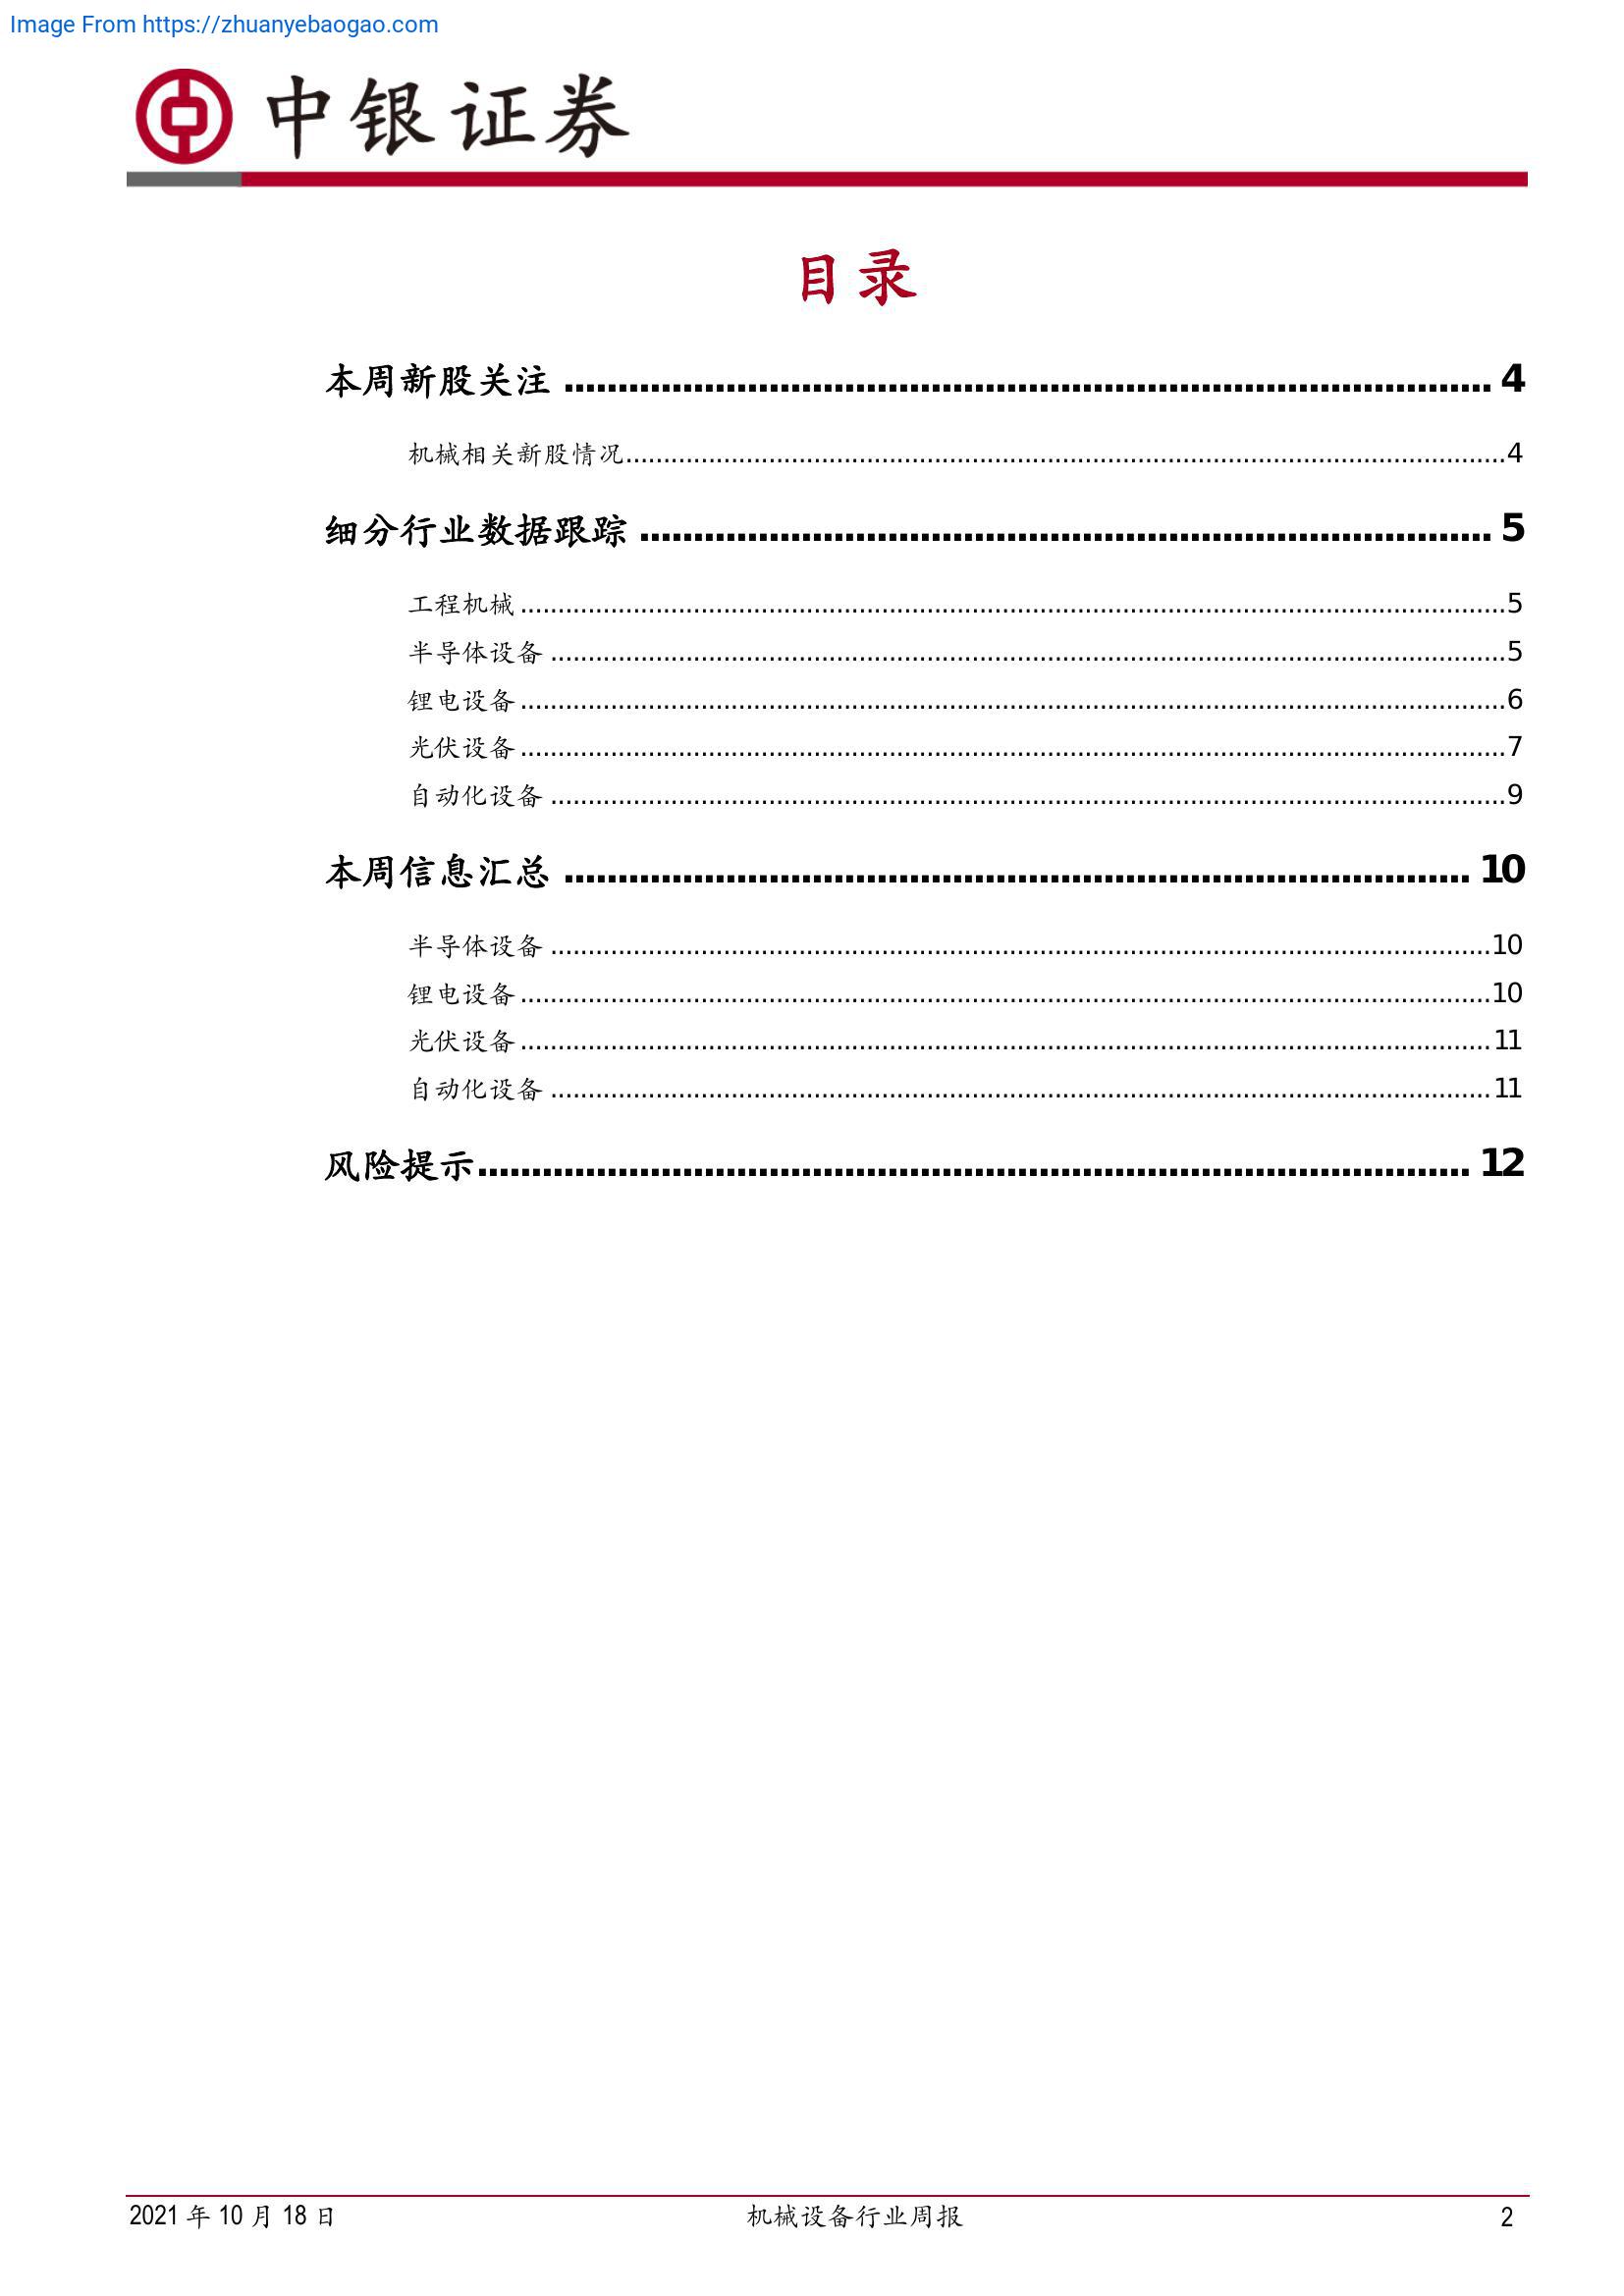 Image From https://zhuanyebaogao.com
中银证券
目录
本周新股关注 ........................................................................................ 4
机械相关新股情况........................................................................................4
细分行业数据跟踪 ........................................................................................ 5
工程机械 ........................................................................................5
半导体设备 ........................................................................................5
锂电设备 ........................................................................................6
光伏设备 ........................................................................................7
自动化设备 ........................................................................................9
本周信息汇总 ........................................................................................ 10
半导体设备 ........................................................................................10
锂电设备 ........................................................................................10
光伏设备 ........................................................................................11
自动化设备 ........................................................................................11
风险提示........................................................................................ 12
2021 年 10 月 18 日 机械设备行业周报 2